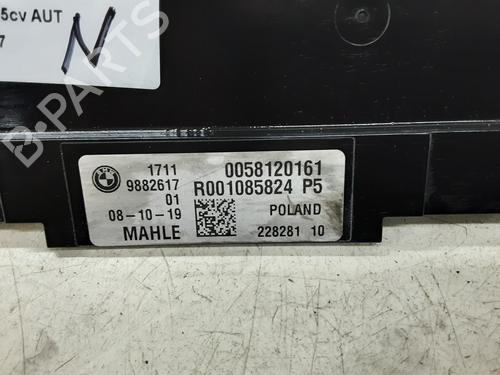 5cv AUT
7
N
B-PARTS
1711 0058120161
9882617 R001085824 P5
01
08-10-19 POLAND
MAHLE 228281 10